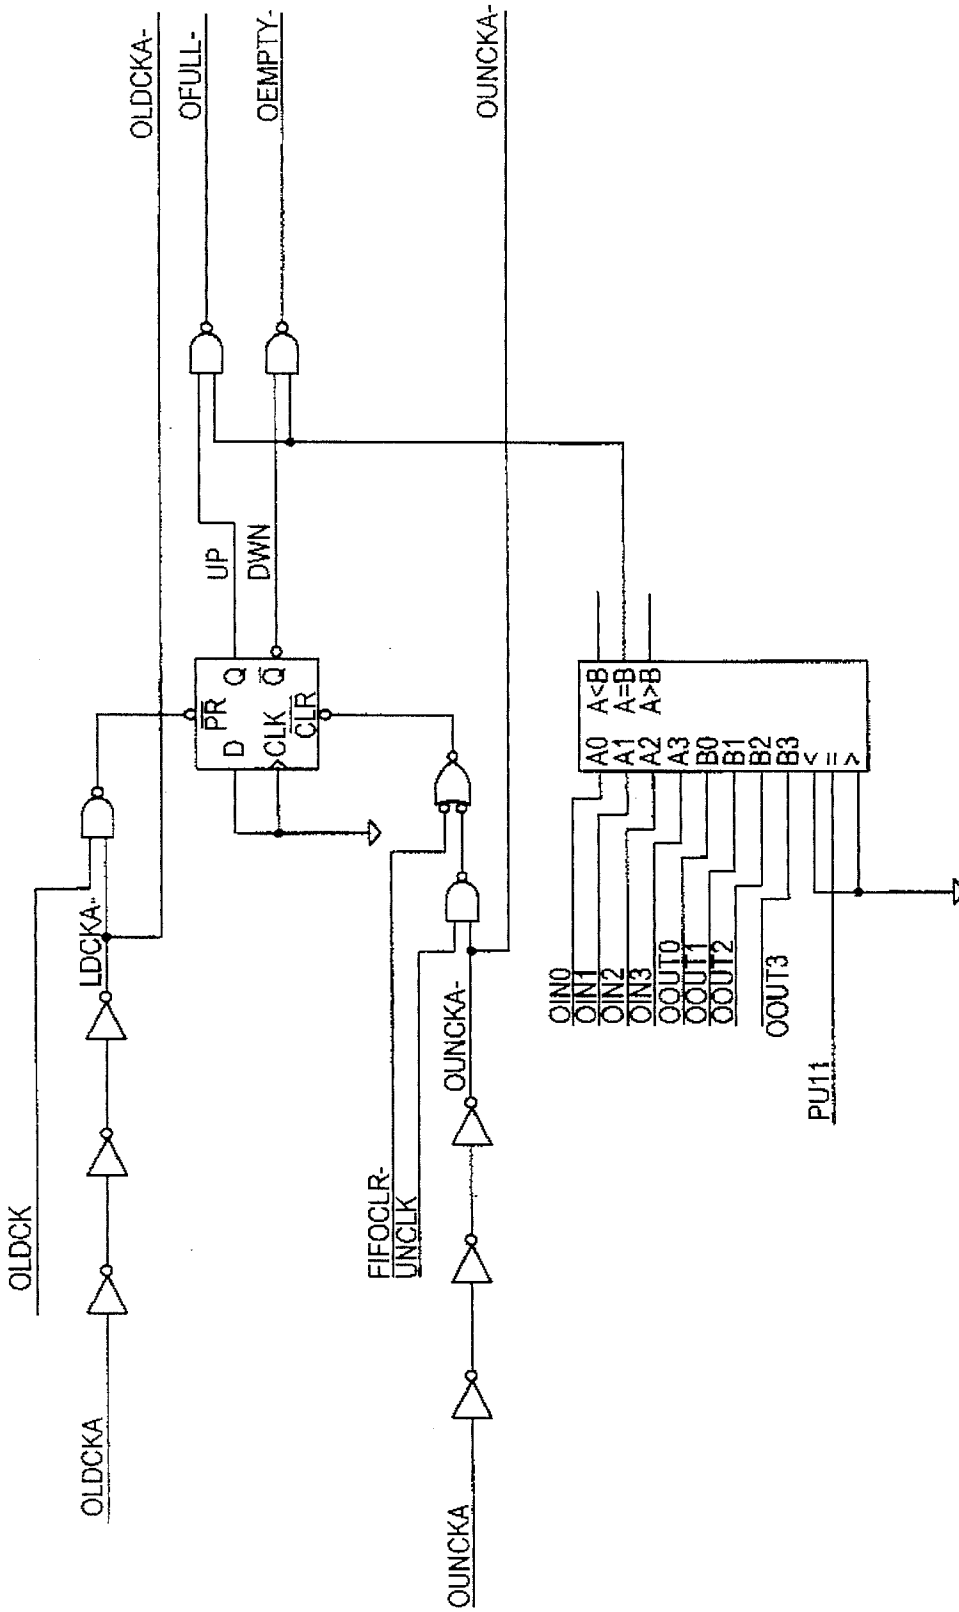 OLDCK
OLDCKA
LDCKA-
OLDCKA-
OFULL-
OEMPTY-
OUNCKA-
UP
DWN
PR
D
Q
CLK
Q
CLR
FIFOCLR-
UNCLK
OUNCKA
OUNCKA-
OIN0
OIN1
OIN2
OIN3
OOUT0
OOUT1
OOUT2
OOUT3
PU11
A0
A1
A2
A3
B0
B1
B2
B3
<
=
>
A<B
A=B
A>B